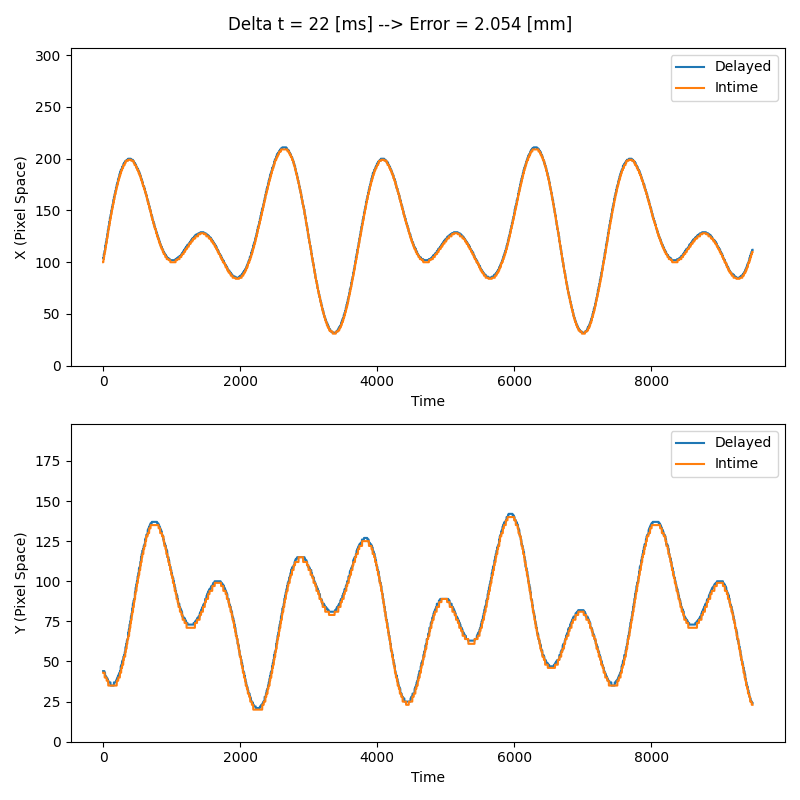 Delta t = 22 [ms] --> Error = 2.054 [mm]
300
250
200
150
100
50
0
X (Pixel Space)
Delayed
Intime
0 2000 4000 6000 8000
Time
175
150
125
100
75
50
25
0
Y (Pixel Space)
Delayed
Intime
0 2000 4000 6000 8000
Time